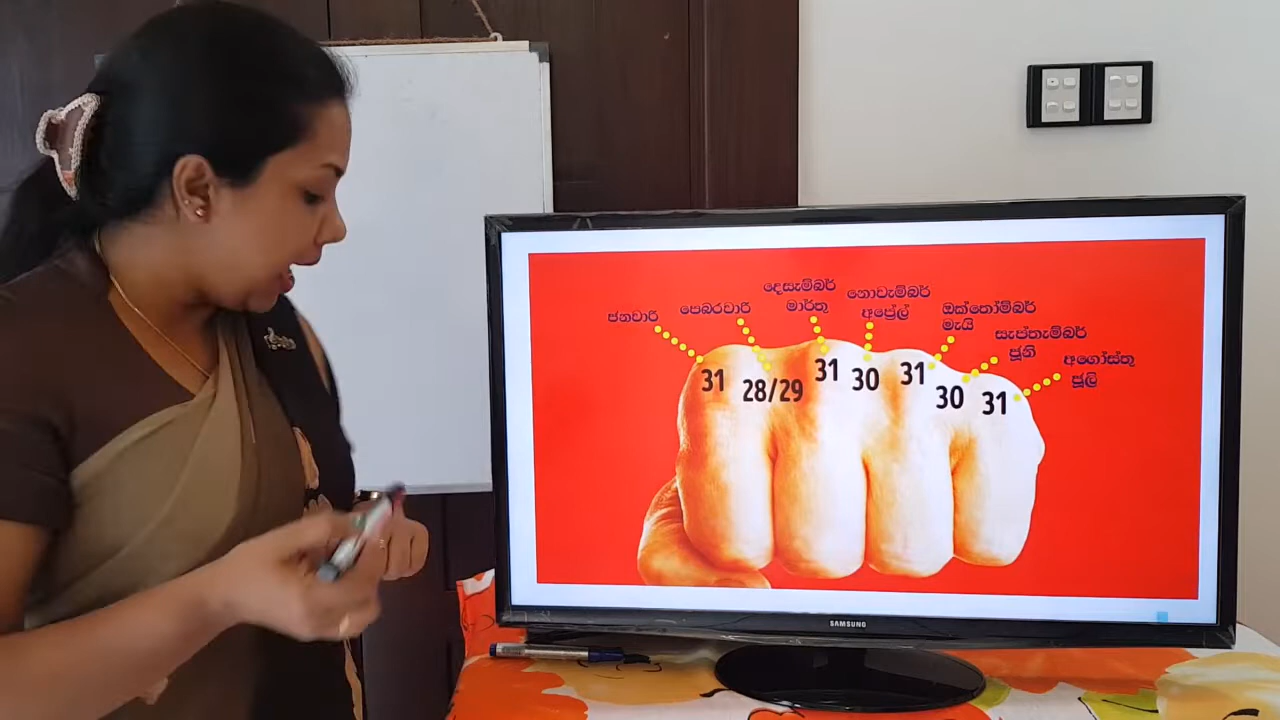 ජනවාරි
පෙබරවාරි
දෙසැම්බර්
මාර්තු
නොවැම්බර්
අප්‍රේල්
ඔක්තෝම්බර්
මැයි
සැප්තැම්බර්
ජූනි
අගෝස්තු
ජූලි
31
28/29
31
30
31
30
31
SAMSUNG